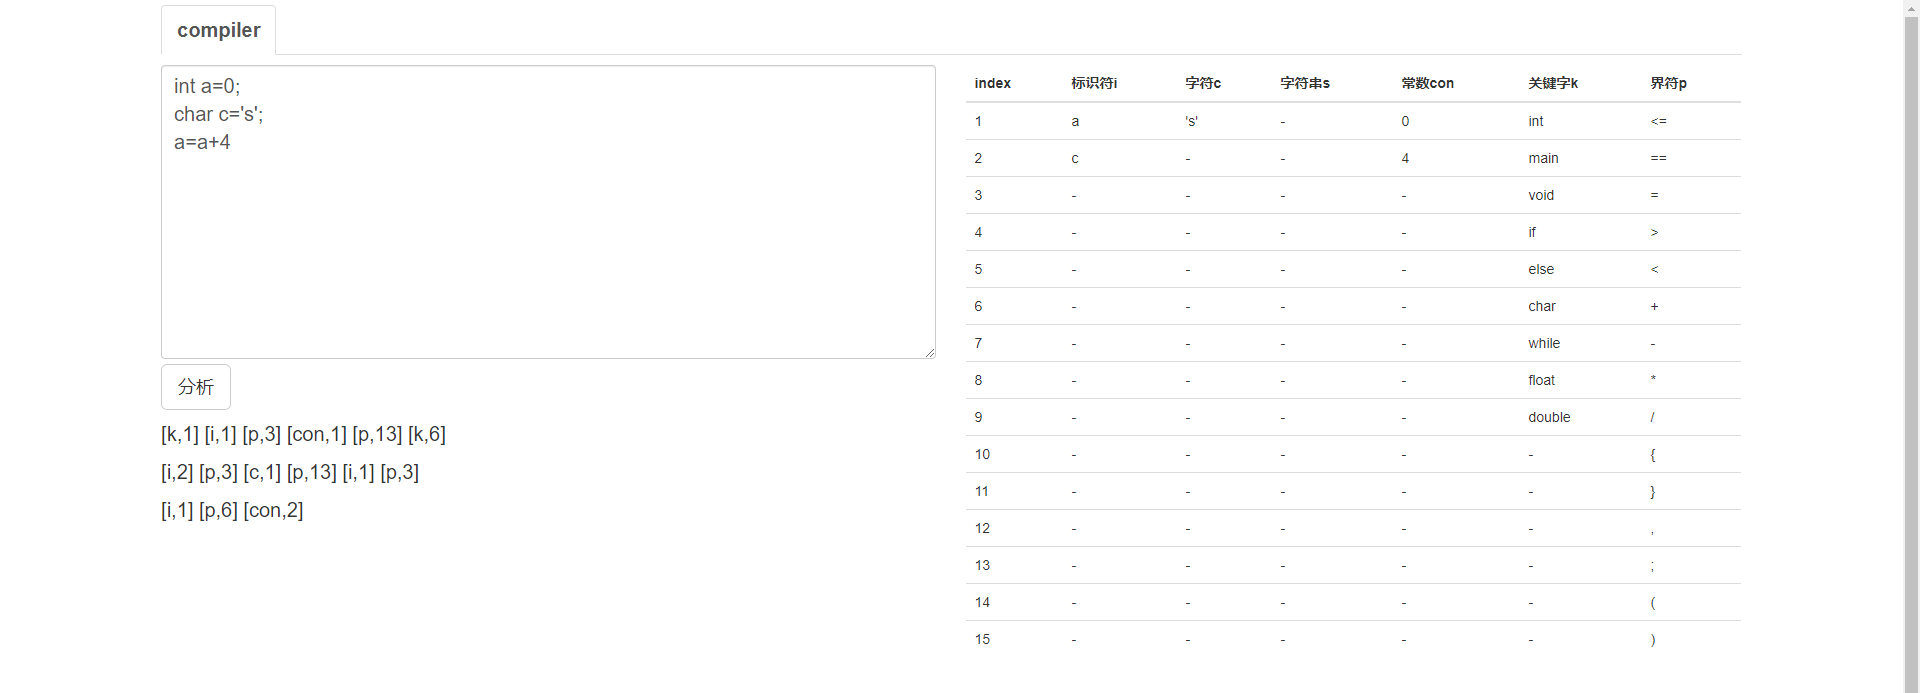 compiler
int a=0;
char c='s';
a=a+4
分析
[k,1] [i,1] [p,3] [con,1] [p,13] [k,6]
[i,2] [p,3] [c,1] [p,13] [i,1] [p,3]
[i,1] [p,6] [con,2]
index 标识符i 字符c 字符串s 常数con 关键字k 界符p
1 a 's' - 0 int <=
2 c - - 4 main ==
3 - - - - void =
4 - - - - if >
5 - - - - else <
6 - - - - char +
7 - - - - while -
8 - - - - float *
9 - - - - double /
10 - - - - - {
11 - - - - - }
12 - - - - - ,
13 - - - - - ;
14 - - - - - (
15 - - - - - )